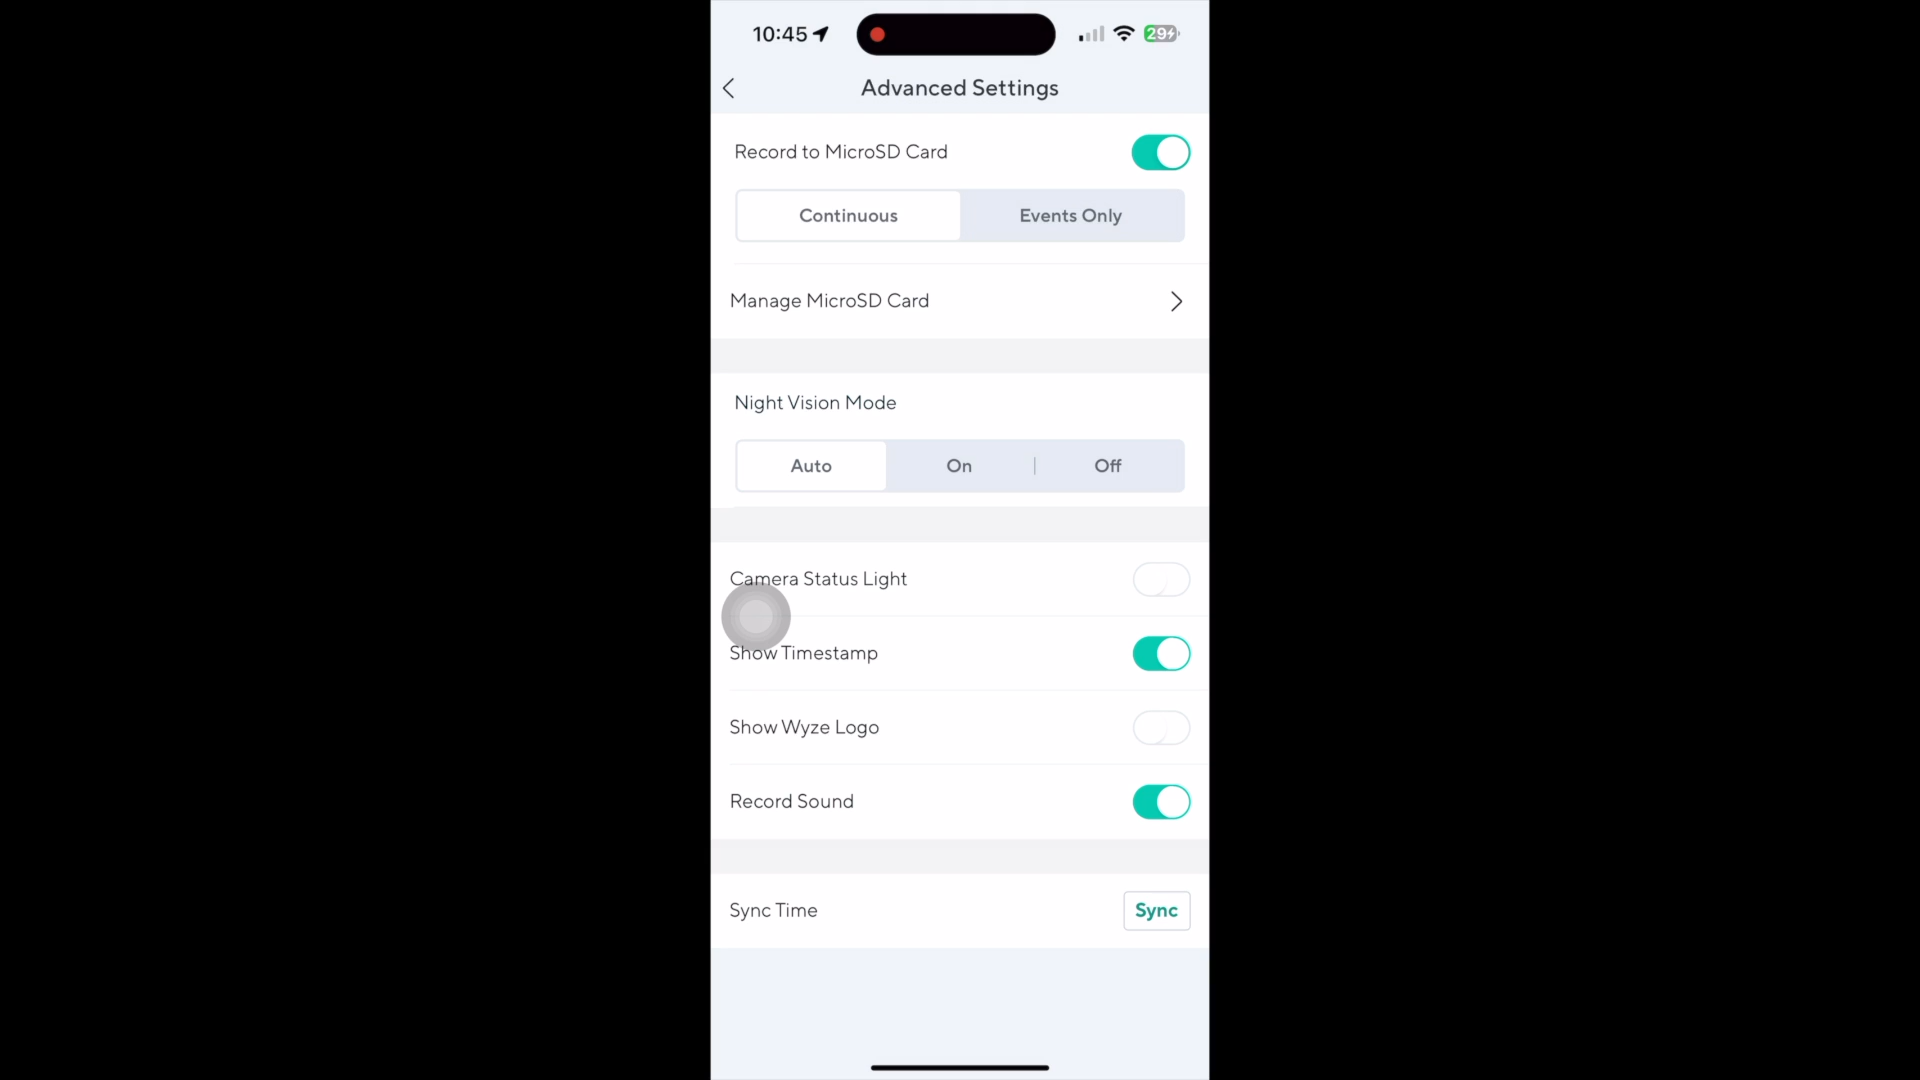 10:45
29
Advanced Settings
Record to MicroSD Card
Continuous Events Only
Manage MicroSD Card
Night Vision Mode
Auto On Off
Camera Status Light
Show Timestamp
Show Wyze Logo
Record Sound
Sync Time Sync